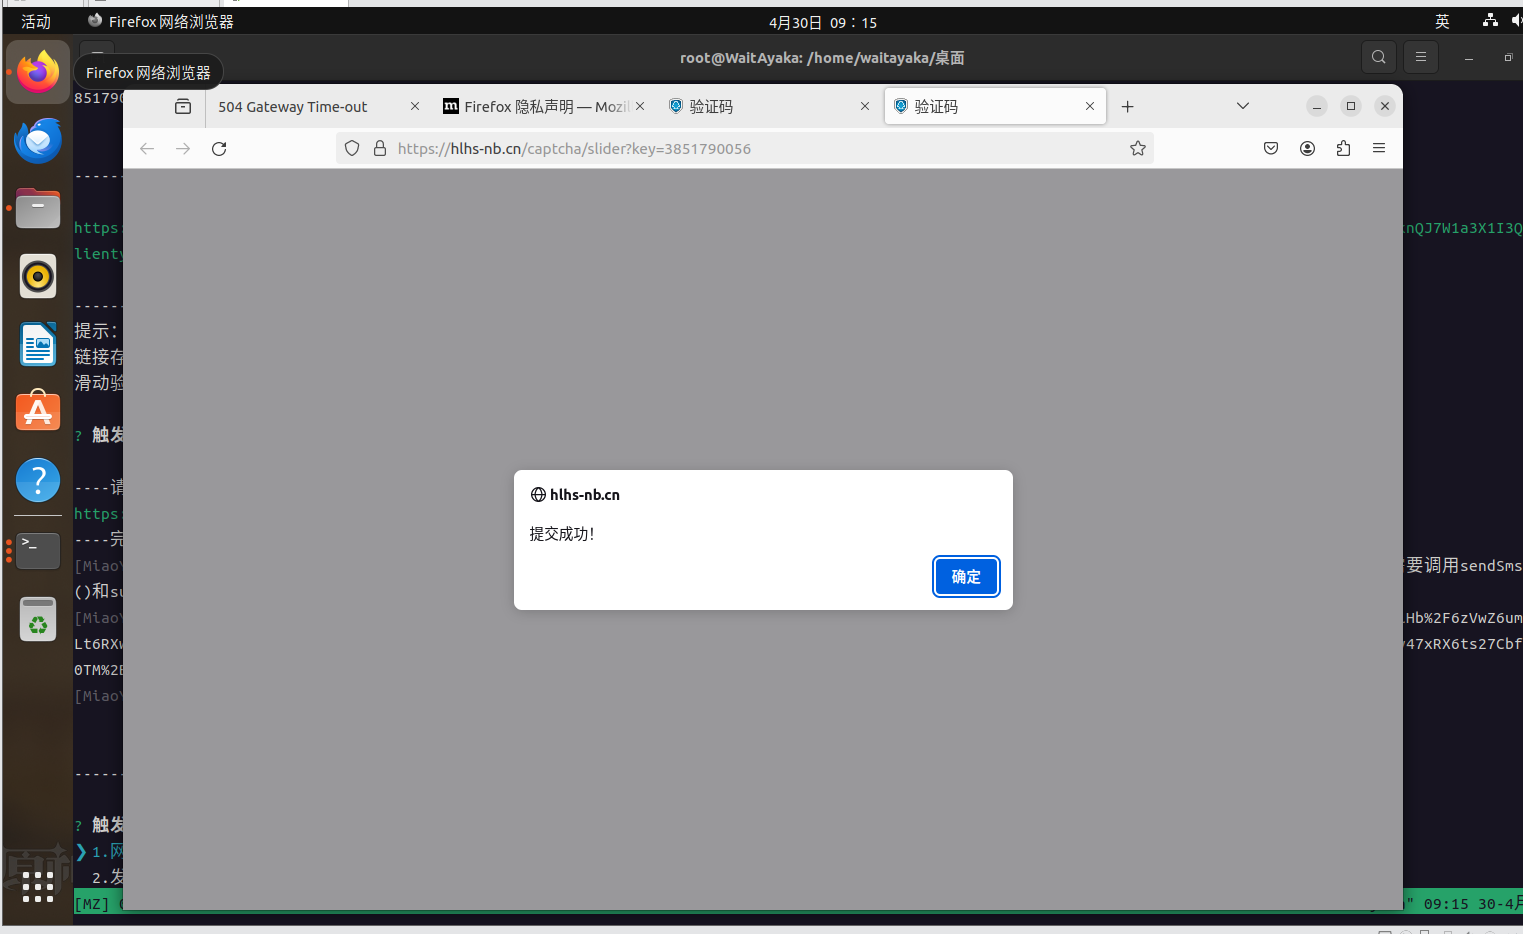 活动
Firefox 网络浏览器
4月30日 09：15
英
root@WaitAyaka: /home/waitayaka/桌面
Firefox 网络浏览器
85179
504 Gateway Time-out
Firefox 隐私声明 — Mozil
验证码
验证码
https://hlhs-nb.cn/captcha/slider?key=3851790056
------
https:
nQJ7W1a3X1I3Q
lienty
------
提示：
链接存
滑动验
? 触发
----请
https:
----完
[Miao
要调用sendSms
()和su
[Miao
Hb%2F6zVwZ6um
Lt6RXw
47xRX6ts27Cbf
0TM%2
[Miao
------
? 触发
❯ 1.网
2.发
[MZ]
" 09:15 30-4月
hlhs-nb.cn
提交成功！
确定